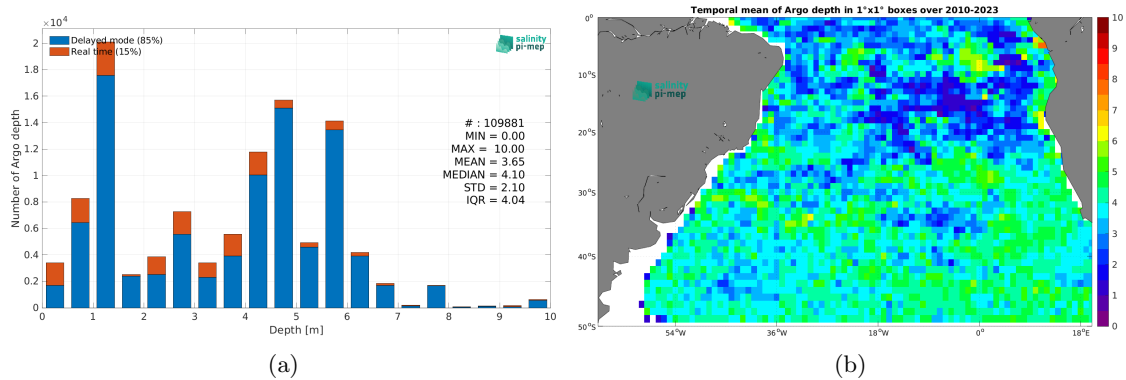 ×10⁴
2
1.8
1.6
1.4
1.2
1
0.8
0.6
0.4
0.2
0
Number of Argo depth
Delayed mode (85%)
Real time (15%)
salinity
pi-mep
# : 109881
MIN = 0.00
MAX = 10.00
MEAN = 3.65
MEDIAN = 4.10
STD = 2.10
IQR = 4.04
0 1 2 3 4 5 6 7 8 9 10
Depth [m]
(a)
Temporal mean of Argo depth in 1°x1° boxes over 2010-2023
0°
10°S
20°S
30°S
40°S
50°S
salinity
pi-mep
54°W 36°W 18°W 0° 18°E
10
9
8
7
6
5
4
3
2
1
0
(b)